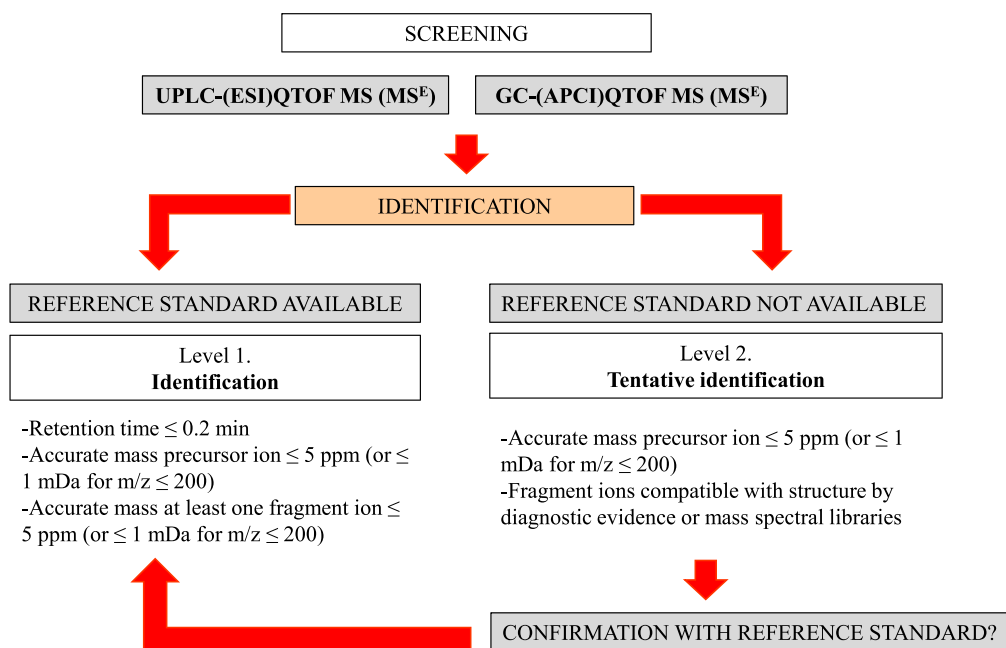 SCREENING
UPLC-(ESI)QTOF MS (MSᴱ)
GC-(APCI)QTOF MS (MSᴱ)
IDENTIFICATION
REFERENCE STANDARD AVAILABLE
Level 1.
Identification
-Retention time ≤ 0.2 min
-Accurate mass precursor ion ≤ 5 ppm (or ≤
1 mDa for m/z ≤ 200)
-Accurate mass at least one fragment ion ≤
5 ppm (or ≤ 1 mDa for m/z ≤ 200)
REFERENCE STANDARD NOT AVAILABLE
Level 2.
Tentative identification
-Accurate mass precursor ion ≤ 5 ppm (or ≤ 1
mDa for m/z ≤ 200)
-Fragment ions compatible with structure by
diagnostic evidence or mass spectral libraries
CONFIRMATION WITH REFERENCE STANDARD?